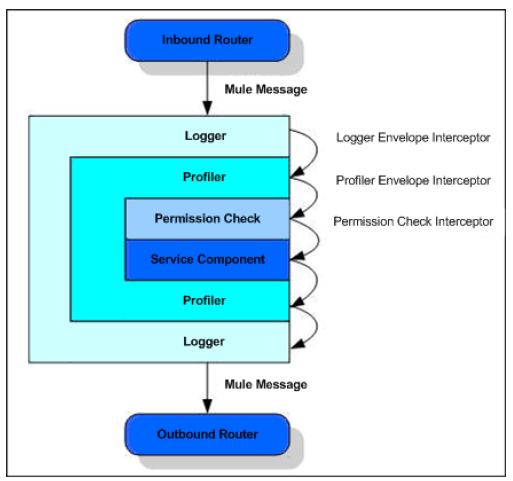 Inbound Router
Mule Message
Logger
Logger Envelope Interceptor
Profiler
Profiler Envelope Interceptor
Permission Check
Permission Check Interceptor
Service Component
Profiler
Logger
Mule Message
Outbound Router